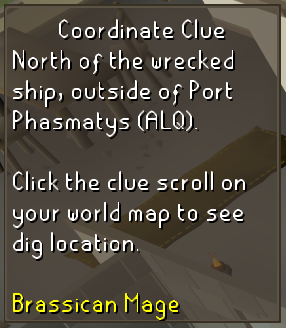 Coordinate Clue
North of the wrecked
ship, outside of Port
Phasmatys (ALQ).
Click the clue scroll on
your world map to see
dig location.
Brassican Mage